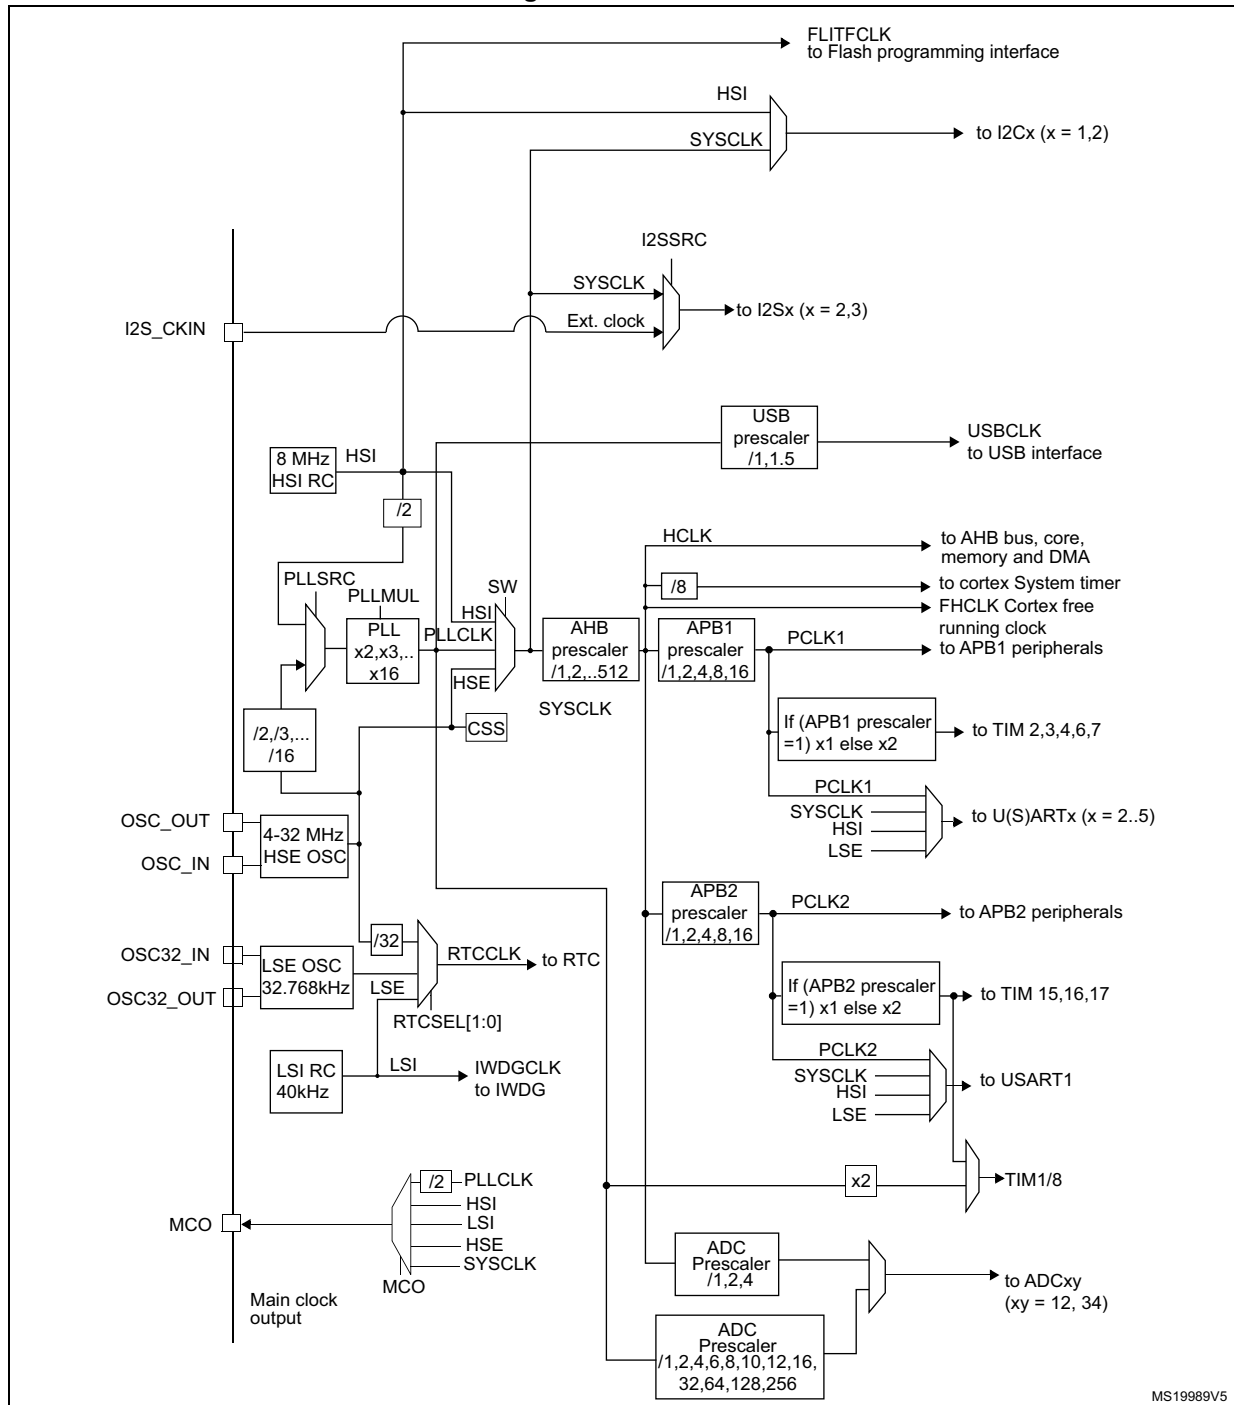 FLITFCLK
to Flash programming interface
HSI
to I2Cx (x = 1,2)
SYSCLK
I2SSRC
SYSCLK
to I2Sx (x = 2,3)
I2S_CKIN
Ext. clock
USB
prescaler
/1,1.5
USBCLK
to USB interface
8 MHz
HSI RC
HSI
/2
HCLK
to AHB bus, core,
memory and DMA
/8
to cortex System timer
FHCLK Cortex free
running clock
PLLSRC
PLLMUL
PLL
x2,x3,..
x16
SW
HSI
PLLCLK
HSE
AHB
prescaler
/1,2,..512
APB1
prescaler
/1,2,4,8,16
PCLK1
to APB1 peripherals
SYSCLK
CSS
/2,/3,...
/16
If (APB1 prescaler
=1) x1 else x2
to TIM 2,3,4,6,7
PCLK1
SYSCLK
HSI
LSE
to U(S)ARTx (x = 2..5)
OSC_OUT
OSC_IN
4-32 MHz
HSE OSC
APB2
prescaler
/1,2,4,8,16
PCLK2
to APB2 peripherals
/32
OSC32_IN
OSC32_OUT
LSE OSC
32.768kHz
RTCCLK
to RTC
LSE
RTCSEL[1:0]
If (APB2 prescaler
=1) x1 else x2
to TIM 15,16,17
LSI RC
40kHz
LSI
IWDGCLK
to IWDG
PCLK2
SYSCLK
HSI
LSE
to USART1
/2
PLLCLK
HSI
LSI
HSE
SYSCLK
MCO
MCO
x2
TIM1/8
Main clock
output
ADC
Prescaler
/1,2,4
to ADCxy
(xy = 12, 34)
ADC
Prescaler
/1,2,4,6,8,10,12,16,
32,64,128,256
MS19989V5